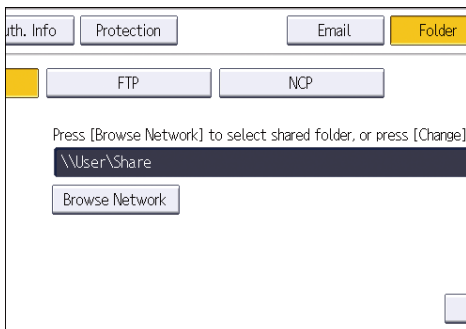 uth. Info Protection Email Folder
FTP NCP
Press [Browse Network] to select shared folder, or press [Change]
\\User\Share
Browse Network